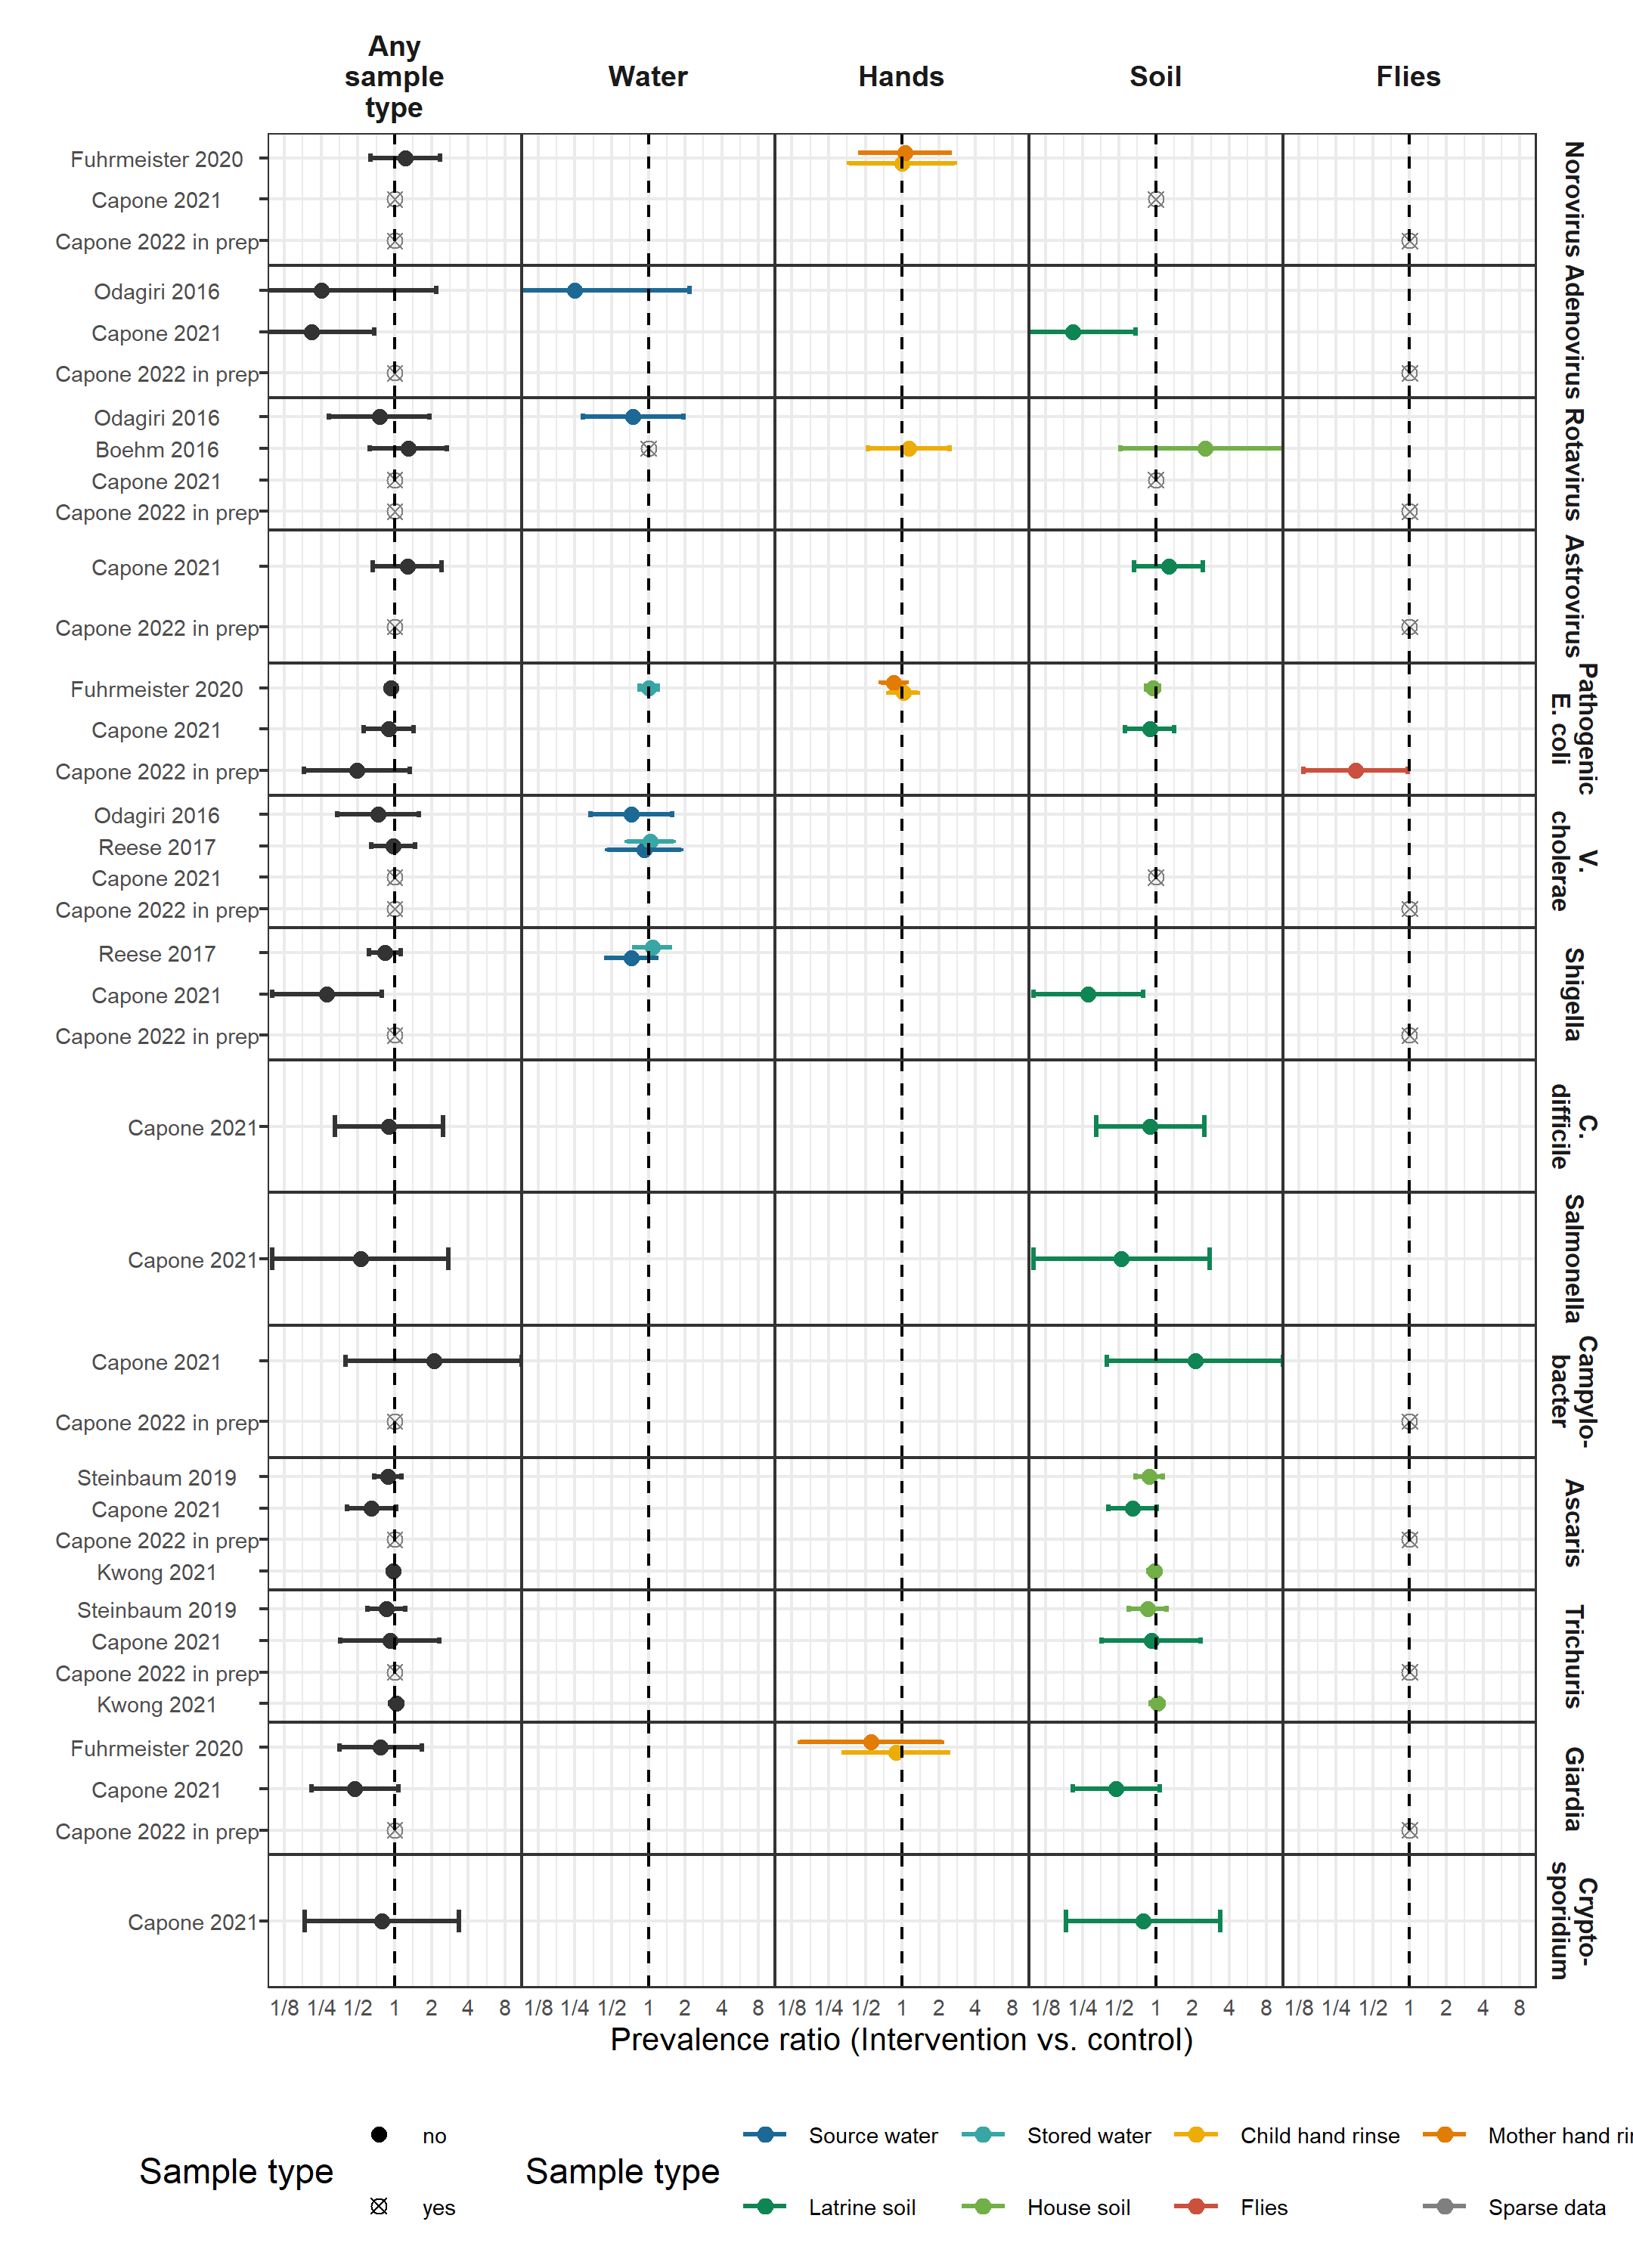 Any
sample
type
Water
Hands
Soil
Flies
Fuhrmeister 2020
Capone 2021
Capone 2022 in prep
Norovirus
Odagiri 2016
Capone 2021
Capone 2022 in prep
Adenovirus
Odagiri 2016
Boehm 2016
Capone 2021
Capone 2022 in prep
Rotavirus
Capone 2021
Capone 2022 in prep
Astrovirus
Fuhrmeister 2020
Capone 2021
Capone 2022 in prep
Pathogenic
E. coli
Odagiri 2016
Reese 2017
Capone 2021
Capone 2022 in prep
V.
cholerae
Reese 2017
Capone 2021
Capone 2022 in prep
Shigella
Capone 2021
C.
difficile
Capone 2021
Salmonella
Capone 2021
Capone 2022 in prep
Campylo-
bacter
Steinbaum 2019
Capone 2021
Capone 2022 in prep
Kwong 2021
Ascaris
Steinbaum 2019
Capone 2021
Capone 2022 in prep
Kwong 2021
Trichuris
Fuhrmeister 2020
Capone 2021
Capone 2022 in prep
Giardia
Capone 2021
Crypto-
sporidium
1/8 1/4 1/2 1 2 4 8 1/8 1/4 1/2 1 2 4 8 1/8 1/4 1/2 1 2 4 8 1/8 1/4 1/2 1 2 4 8 1/8 1/4 1/2 1 2 4 8
Prevalence ratio (Intervention vs. control)
Sample type
no
yes
Sample type
Source water Stored water Child hand rinse Mother hand ri
Latrine soil House soil Flies Sparse data